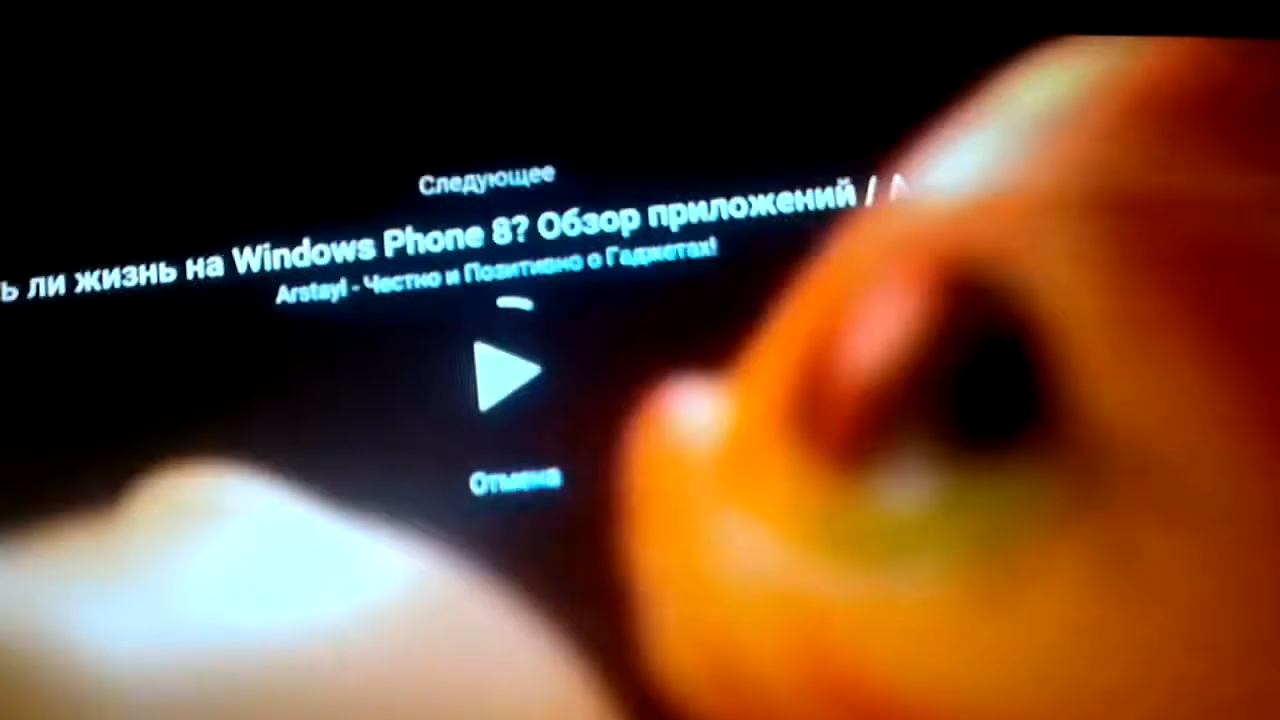 Следующее
ь ли жизнь на Windows Phone 8? Обзор приложений /
Arstayl - Честно и Позитивно о Гаджетах!
Отмена